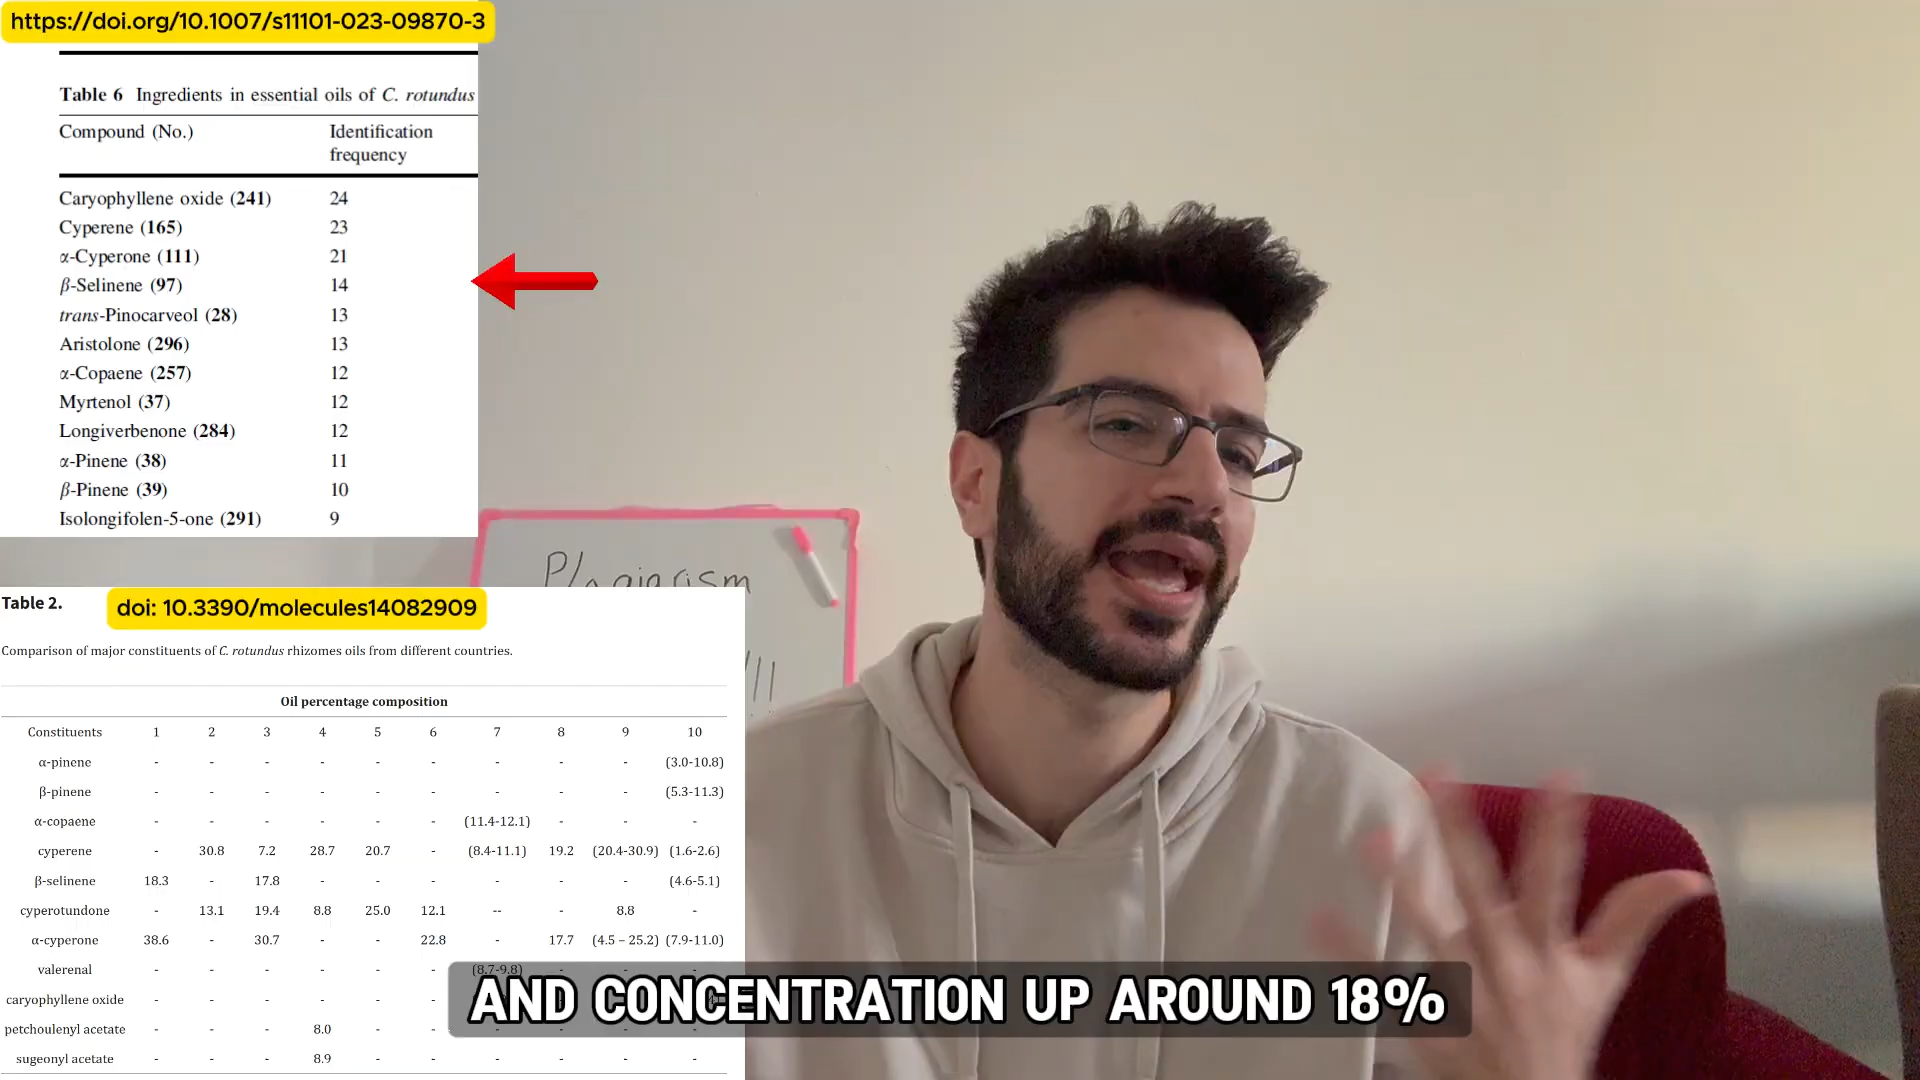 https://doi.org/10.1007/s11101-023-09870-3
Table 6 Ingredients in essential oils of C. rotundus
Compound (No.) Identification frequency
Caryophyllene oxide (241) 24
Cyperene (165) 23
α-Cyperone (111) 21
β-Selinene (97) 14
trans-Pinocarveol (28) 13
Aristolone (296) 13
α-Copaene (257) 12
Myrtenol (37) 12
Longiverbenone (284) 12
α-Pinene (38) 11
β-Pinene (39) 10
Isolongifolen-5-one (291) 9
Plagiarism
!!!
Table 2. doi: 10.3390/molecules14082909
Comparison of major constituents of C. rotundus rhizomes oils from different countries.
Oil percentage composition
Constituents 1 2 3 4 5 6 7 8 9 10
α-pinene - - - - - - - - - (3.0-10.8)
β-pinene - - - - - - - - - (5.3-11.3)
α-copaene - - - - - - (11.4-12.1) - - -
cyperene - 30.8 7.2 28.7 20.7 - (8.4-11.1) 19.2 (20.4-30.9) (1.6-2.6)
β-selinene 18.3 - 17.8 - - - - - - (4.6-5.1)
cyperotundone - 13.1 19.4 8.8 25.0 12.1 -- - 8.8 -
α-cyperone 38.6 - 30.7 - - 22.8 - 17.7 (4.5 – 25.2) (7.9-11.0)
valerenal - - - - - - (8.7-9.8) - - -
caryophyllene oxide - - - - - -
petchoulenyl acetate - - - 8.0 - -
sugeonyl acetate - - - 8.9 - - - - - -
AND CONCENTRATION UP AROUND 18%